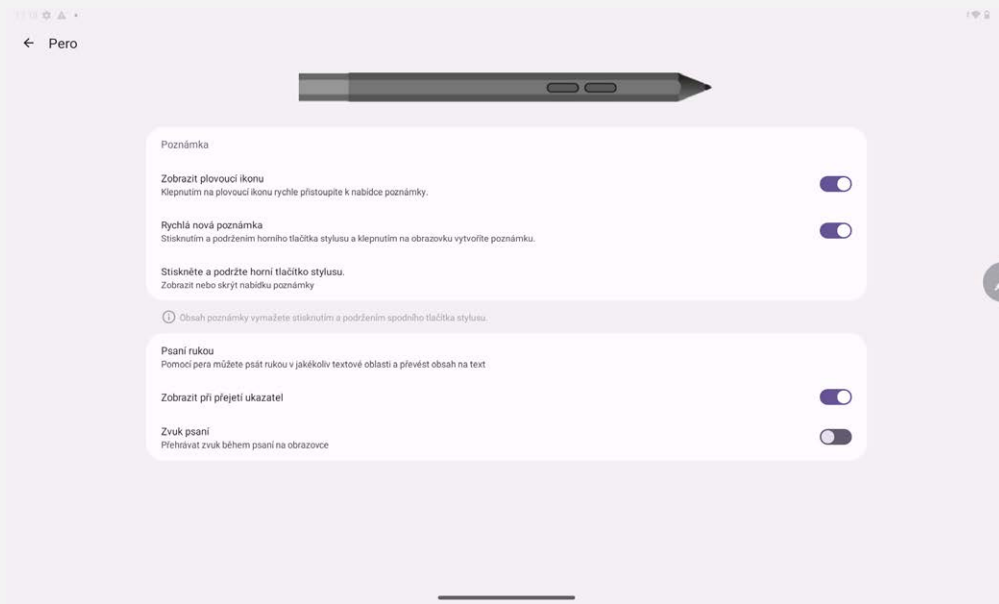 Pero
Poznámka
Zobrazit plovoucí ikonu
Klepnutím na plovoucí ikonu rychle přistoupíte k nabídce poznámky.
Rychlá nová poznámka
Stisknutím a podržením horního tlačítka stylusu a klepnutím na obrazovku vytvoříte poznámku.
Stiskněte a podržte horní tlačítko stylusu.
Zobrazit nebo skrýt nabídku poznámky
Obsah poznámky vymažete stisknutím a podržením spodního tlačítka stylusu.
Psaní rukou
Pomocí pera můžete psát rukou v jakékoliv textové oblasti a převést obsah na text
Zobrazit při přejetí ukazatel
Zvuk psaní
Přehrávat zvuk během psaní na obrazovce